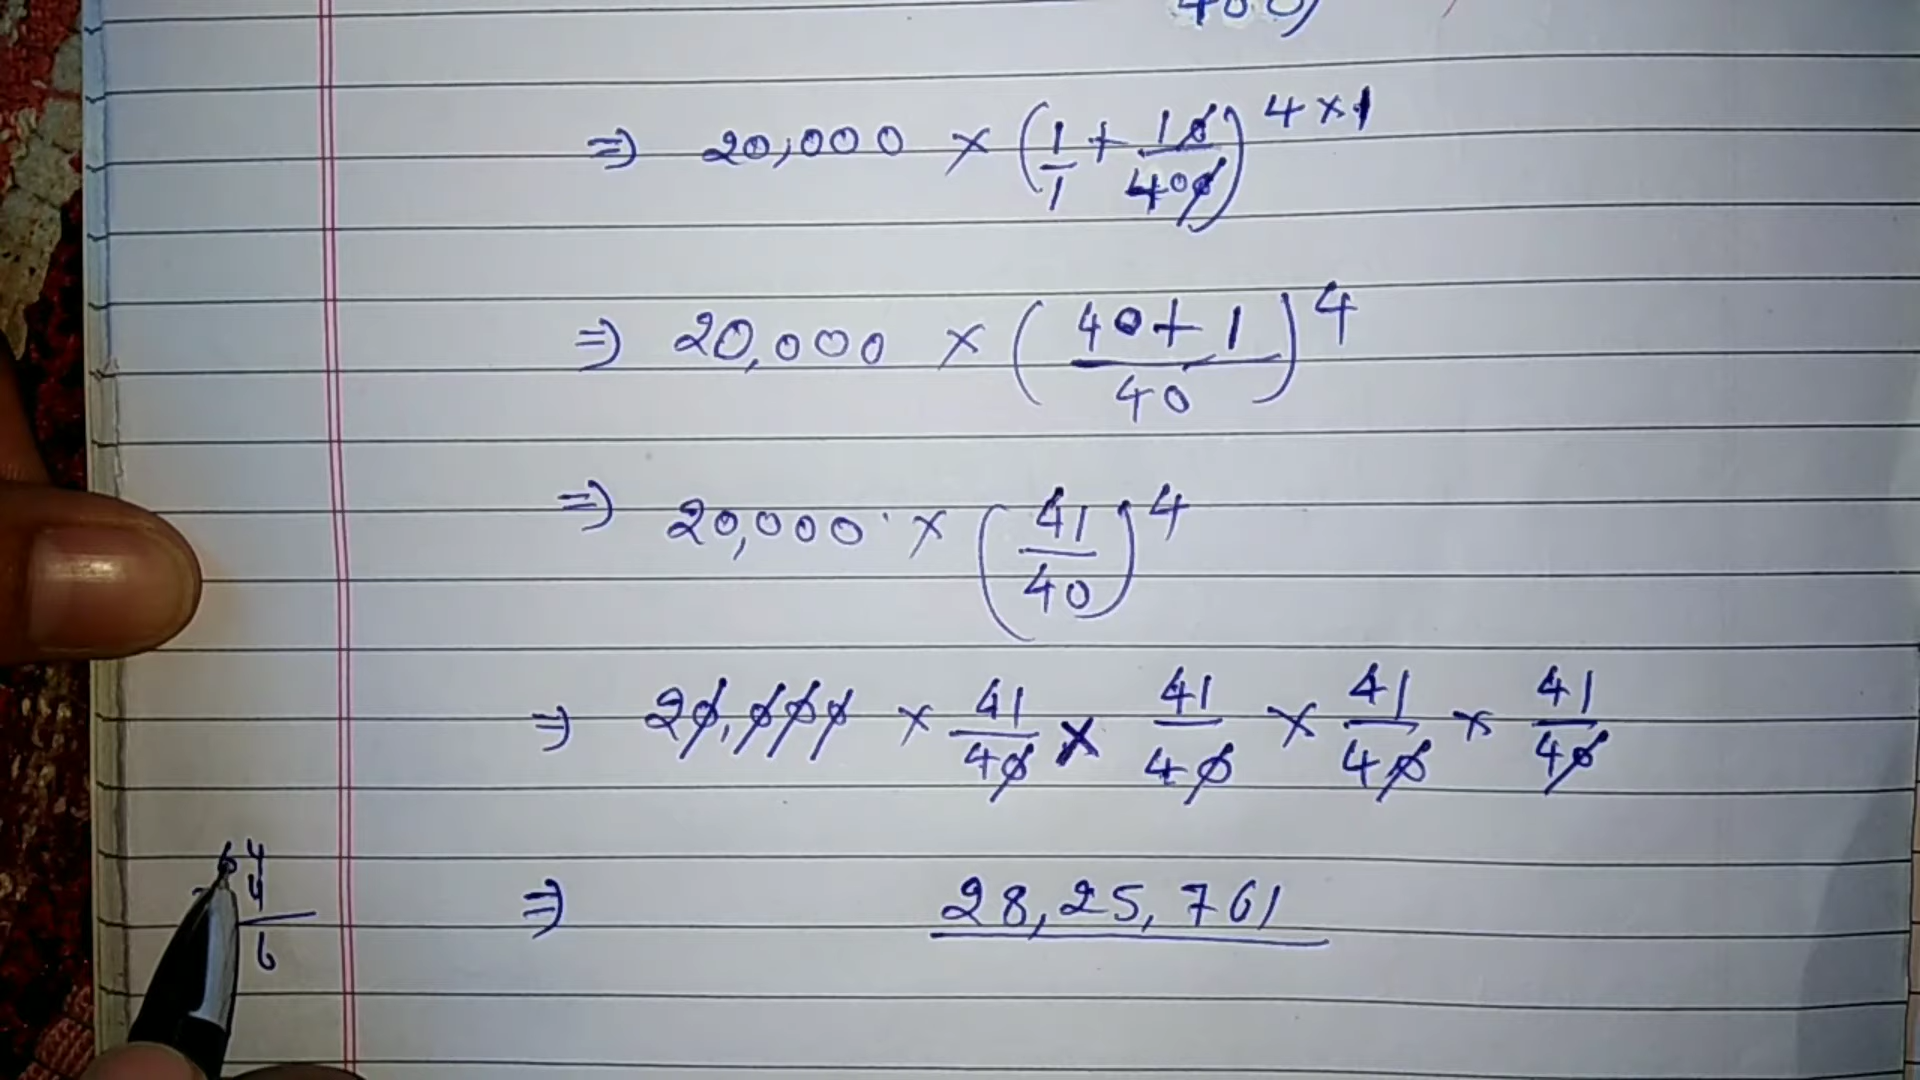 400)
⇒ 20,000 × (1/1 + 10/400)^4×1
⇒ 20,000 × (40+1/40)^4
⇒ 20,000 × (41/40)^4
⇒ 20,000 × 41/40 × 41/40 × 41/40 × 41/40
⇒ 28,25,761
64
4
6